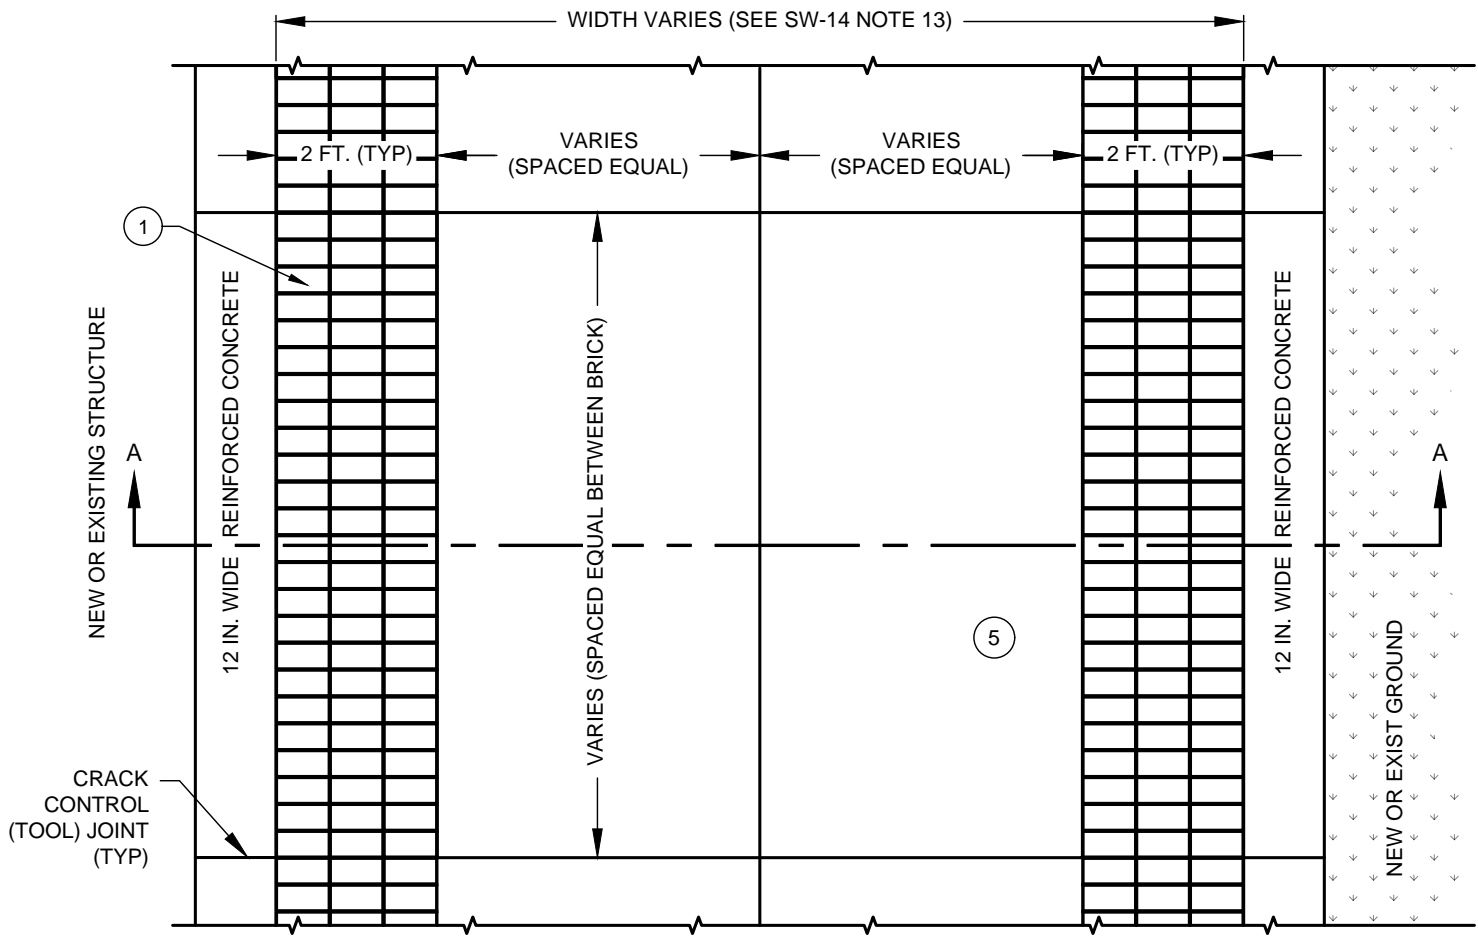 WIDTH VARIES (SEE SW-14 NOTE 13)
2 FT. (TYP)
VARIES
(SPACED EQUAL)
VARIES
(SPACED EQUAL)
2 FT. (TYP)
1
NEW OR EXISTING STRUCTURE
12 IN. WIDE REINFORCED CONCRETE
VARIES (SPACED EQUAL BETWEEN BRICK)
12 IN. WIDE REINFORCED CONCRETE
A
A
5
NEW OR EXIST GROUND
CRACK
CONTROL
(TOOL) JOINT
(TYP)